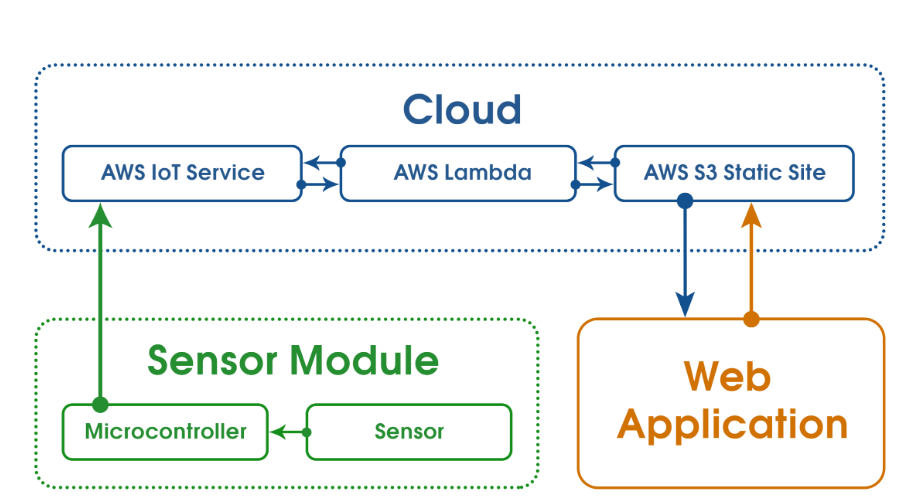 Cloud
AWS IoT Service
AWS Lambda
AWS S3 Static Site
Sensor Module
Microcontroller
Sensor
Web
Application